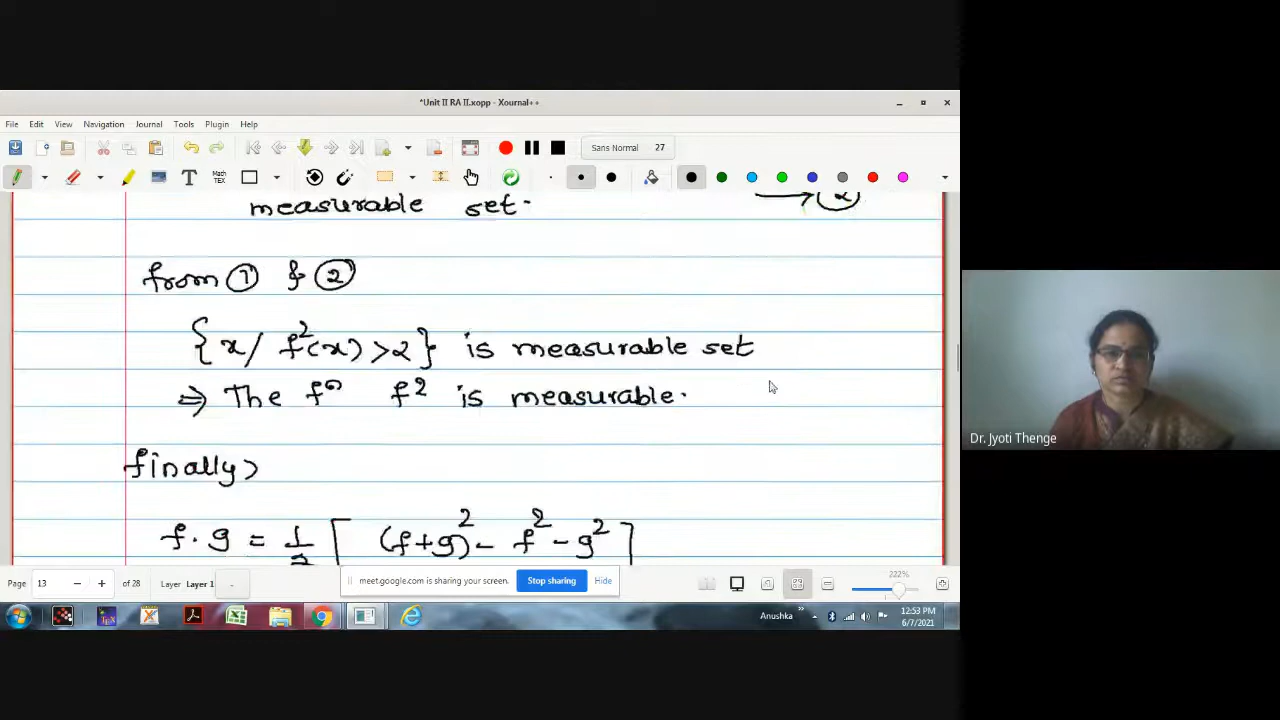 *Unit II RA II.xopp - Xournal++
File Edit View Navigation Journal Tools Plugin Help
Sans Normal 27
measurable set.
2
from ① & ②
{x / f²(x) >2} is measurable set
⇒ The fⁿ f² is measurable.
finally,
f. g = 1/2 [ (f+g)² - f² - g² ]
Dr. Jyoti Thenge
Page 13 of 28 Layer Layer 1
meet.google.com is sharing your screen. Stop sharing Hide
222%
Anushka
12:53 PM
6/7/2021